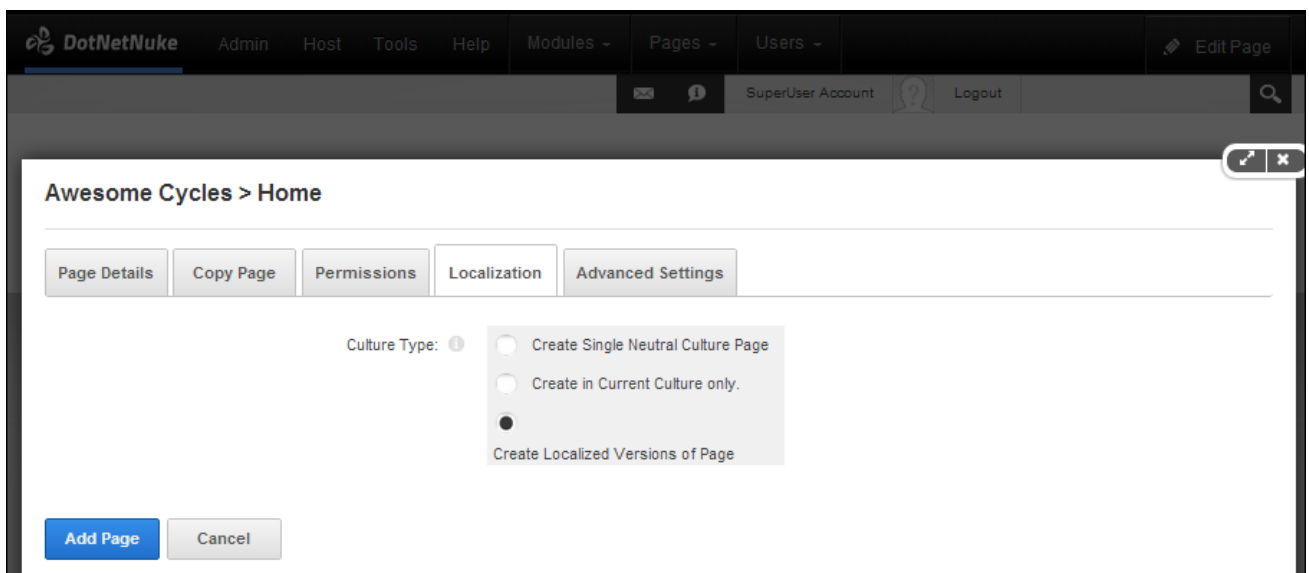 DotNetNuke Admin Host Tools Help Modules Pages Users Edit Page
SuperUser Account Logout
Awesome Cycles > Home
Page Details Copy Page Permissions Localization Advanced Settings
Culture Type: Create Single Neutral Culture Page
Create in Current Culture only.
Create Localized Versions of Page
Add Page Cancel